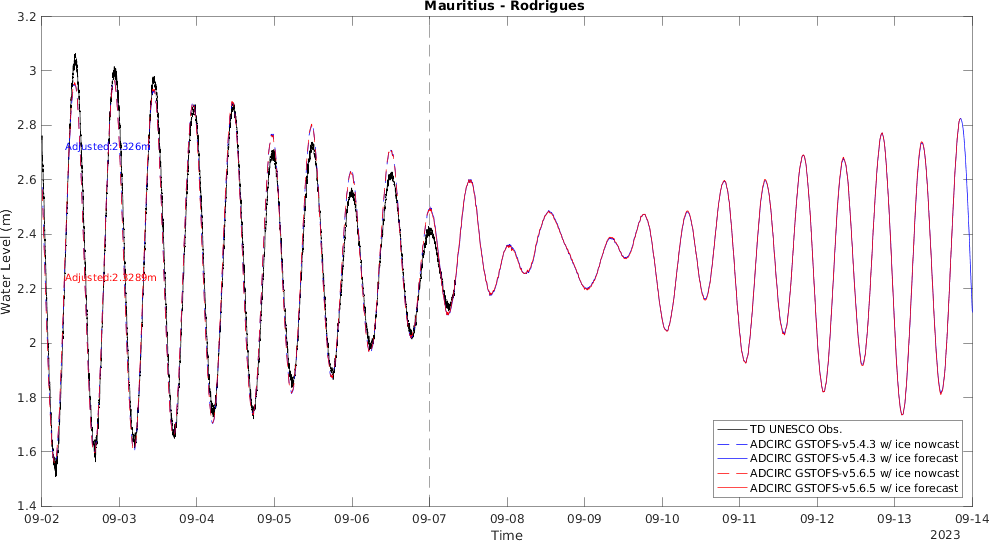 Mauritius - Rodrigues
3.2
3
2.8
2.6
2.4
2.2
2
1.8
1.6
1.4
Water Level (m)
Adjusted:2.326m
Adjusted:2.3289m
TD UNESCO Obs.
ADCIRC GSTOFS-v5.4.3 w/ ice nowcast
ADCIRC GSTOFS-v5.4.3 w/ ice forecast
ADCIRC GSTOFS-v5.6.5 w/ ice nowcast
ADCIRC GSTOFS-v5.6.5 w/ ice forecast
09-02 09-03 09-04 09-05 09-06 09-07 09-08 09-09 09-10 09-11 09-12 09-13 09-14
Time
2023